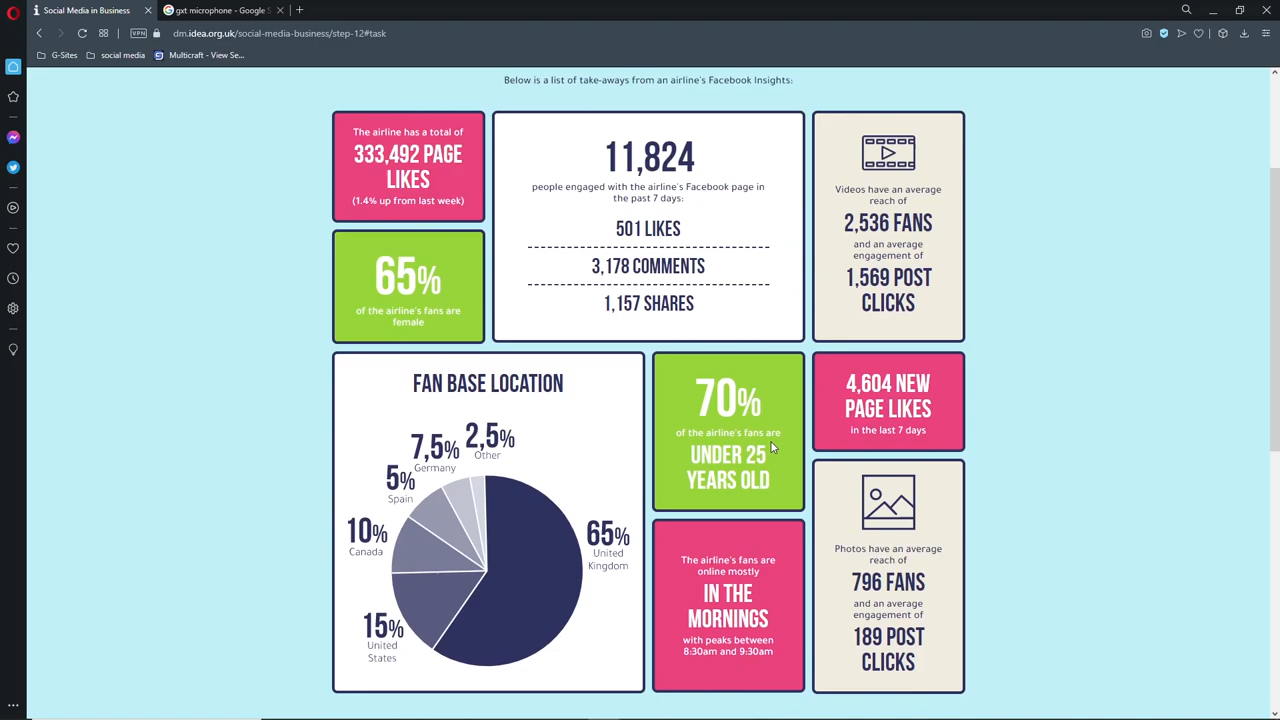 Social Media in Business
gxt microphone - Google S
VPN
dm.idea.org.uk/social-media-business/step-12#task
G-Sites
social media
Multicraft - View Se...
Below is a list of take-aways from an airline's Facebook Insights:
The airline has a total of
333,492 PAGE
LIKES
(1.4% up from last week)
65%
of the airline's fans are
female
11,824
people engaged with the airline's Facebook page in
the past 7 days:
501 LIKES
3,178 COMMENTS
1,157 SHARES
Videos have an average
reach of
2,536 FANS
and an average
engagement of
1,569 POST
CLICKS
FAN BASE LOCATION
2,5%
Other
7,5%
Germany
5%
Spain
10%
Canada
15%
United
States
65%
United
Kingdom
70%
of the airline's fans are
UNDER 25
YEARS OLD
The airline's fans are
online mostly
IN THE
MORNINGS
with peaks between
8:30am and 9:30am
4,604 NEW
PAGE LIKES
in the last 7 days
Photos have an average
reach of
796 FANS
and an average
engagement of
189 POST
CLICKS